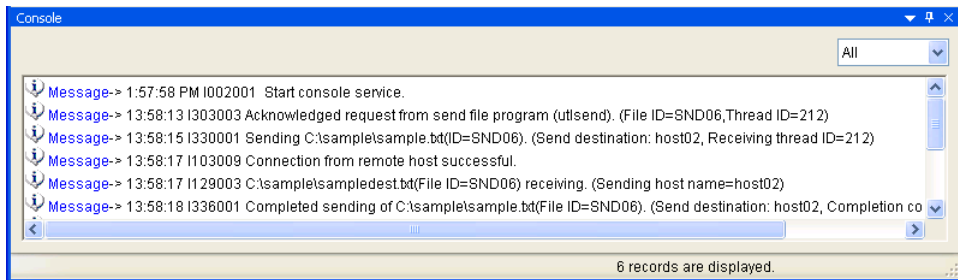 Console
All
Message-> 1:57:58 PM I002001 Start console service.
Message-> 13:58:13 I303003 Acknowledged request from send file program (utlsend). (File ID=SND06,Thread ID=212)
Message-> 13:58:15 I330001 Sending C:\sample\sample.txt(ID=SND06). (Send destination: host02, Receiving thread ID=212)
Message-> 13:58:17 I103009 Connection from remote host successful.
Message-> 13:58:17 I129003 C:\sample\sampledest.txt(File ID=SND06) receiving. (Sending host name=host02)
Message-> 13:58:18 I336001 Completed sending of C:\sample\sample.txt(File ID=SND06). (Send destination: host02, Completion co
6 records are displayed.